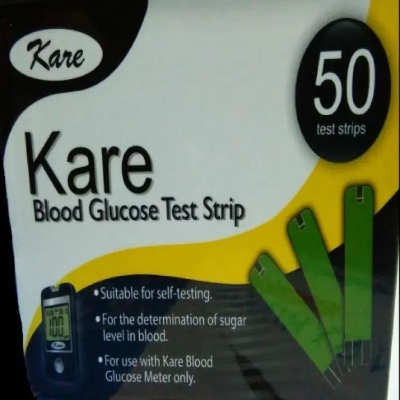 Kare
50
test strips
Kare
Blood Glucose Test Strip
•Suitable for self-testing.
•For the determination of sugar
level in blood.
•For use with Kare Blood
Glucose Meter only.
100